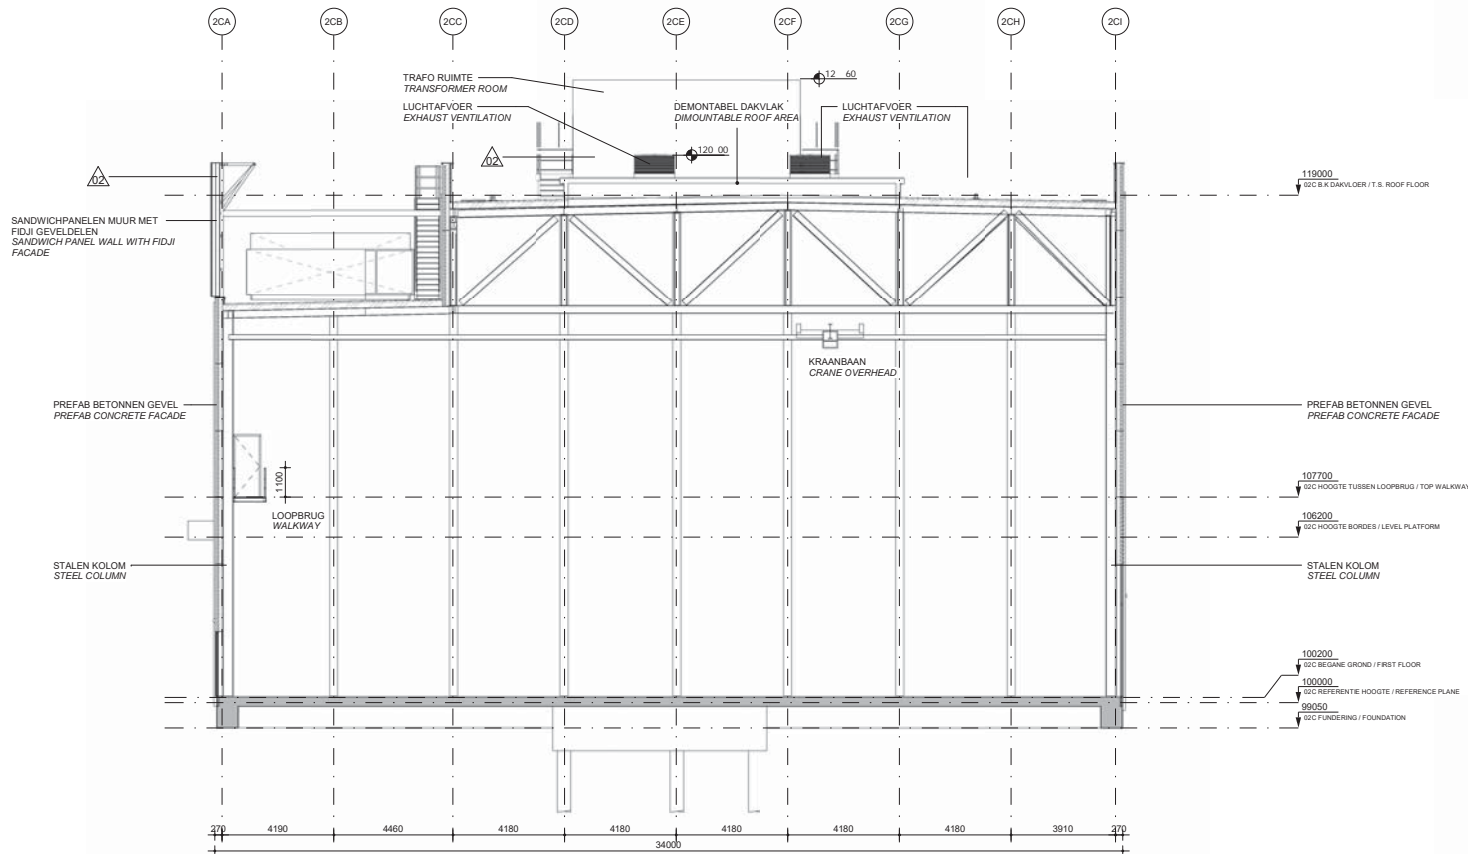 2CA 2CB 2CC 2CD 2CE 2CF 2CG 2CH 2CI
TRAFO RUIMTE
TRANSFORMER ROOM
12 60
LUCHTAFVOER
EXHAUST VENTILATION
DEMONTABEL DAKVLAK
DIMOUNTABLE ROOF AREA
LUCHTAFVOER
EXHAUST VENTILATION
02
120 00
02
119000
02C B.K DAKVLOER / T.S. ROOF FLOOR
SANDWICHPANELEN MUUR MET
FIDJI GEVELDELEN
SANDWICH PANEL WALL WITH FIDJI
FACADE
KRAANBAAN
CRANE OVERHEAD
PREFAB BETONNEN GEVEL
PREFAB CONCRETE FACADE
PREFAB BETONNEN GEVEL
PREFAB CONCRETE FACADE
1100
107700
02C HOOGTE TUSSEN LOOPBRUG / TOP WALKWAY
LOOPBRUG
WALKWAY
106200
02C HOOGTE BORDES / LEVEL PLATFORM
STALEN KOLOM
STEEL COLUMN
STALEN KOLOM
STEEL COLUMN
100200
02C BEGANE GROND / FIRST FLOOR
100000
02C REFERENTIE HOOGTE / REFERENCE PLANE
99050
02C FUNDERING / FOUNDATION
270 4190 4460 4180 4180 4180 4180 4180 3910 270
34000